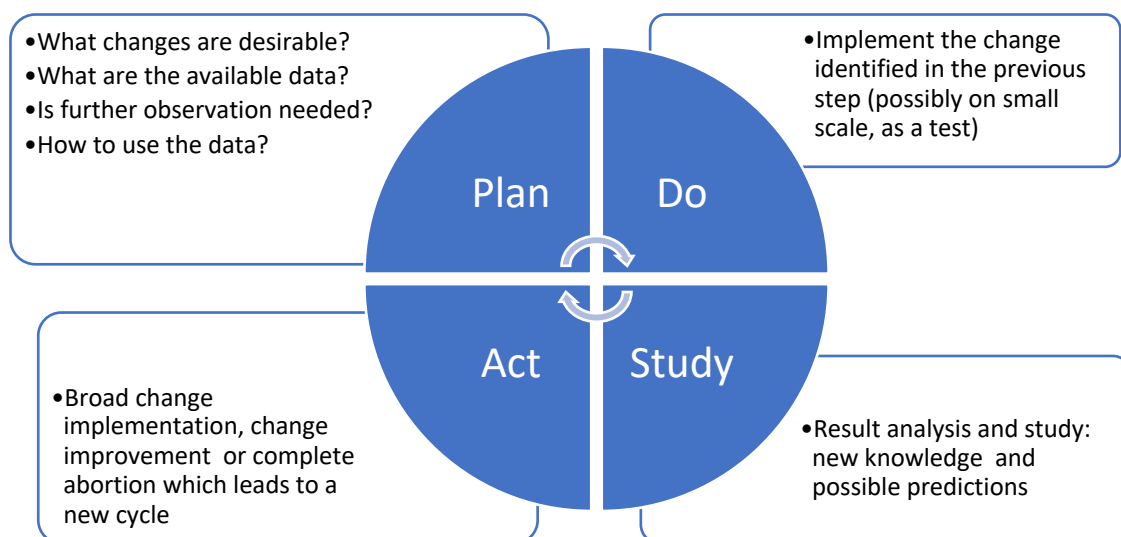 •What changes are desirable?
•What are the available data?
•Is further observation needed?
•How to use the data?
•Implement the change
identified in the previous
step (possibly on small
scale, as a test)
Plan
Do
Act
Study
•Broad change
implementation, change
improvement or complete
abortion which leads to a
new cycle
•Result analysis and study:
new knowledge and
possible predictions